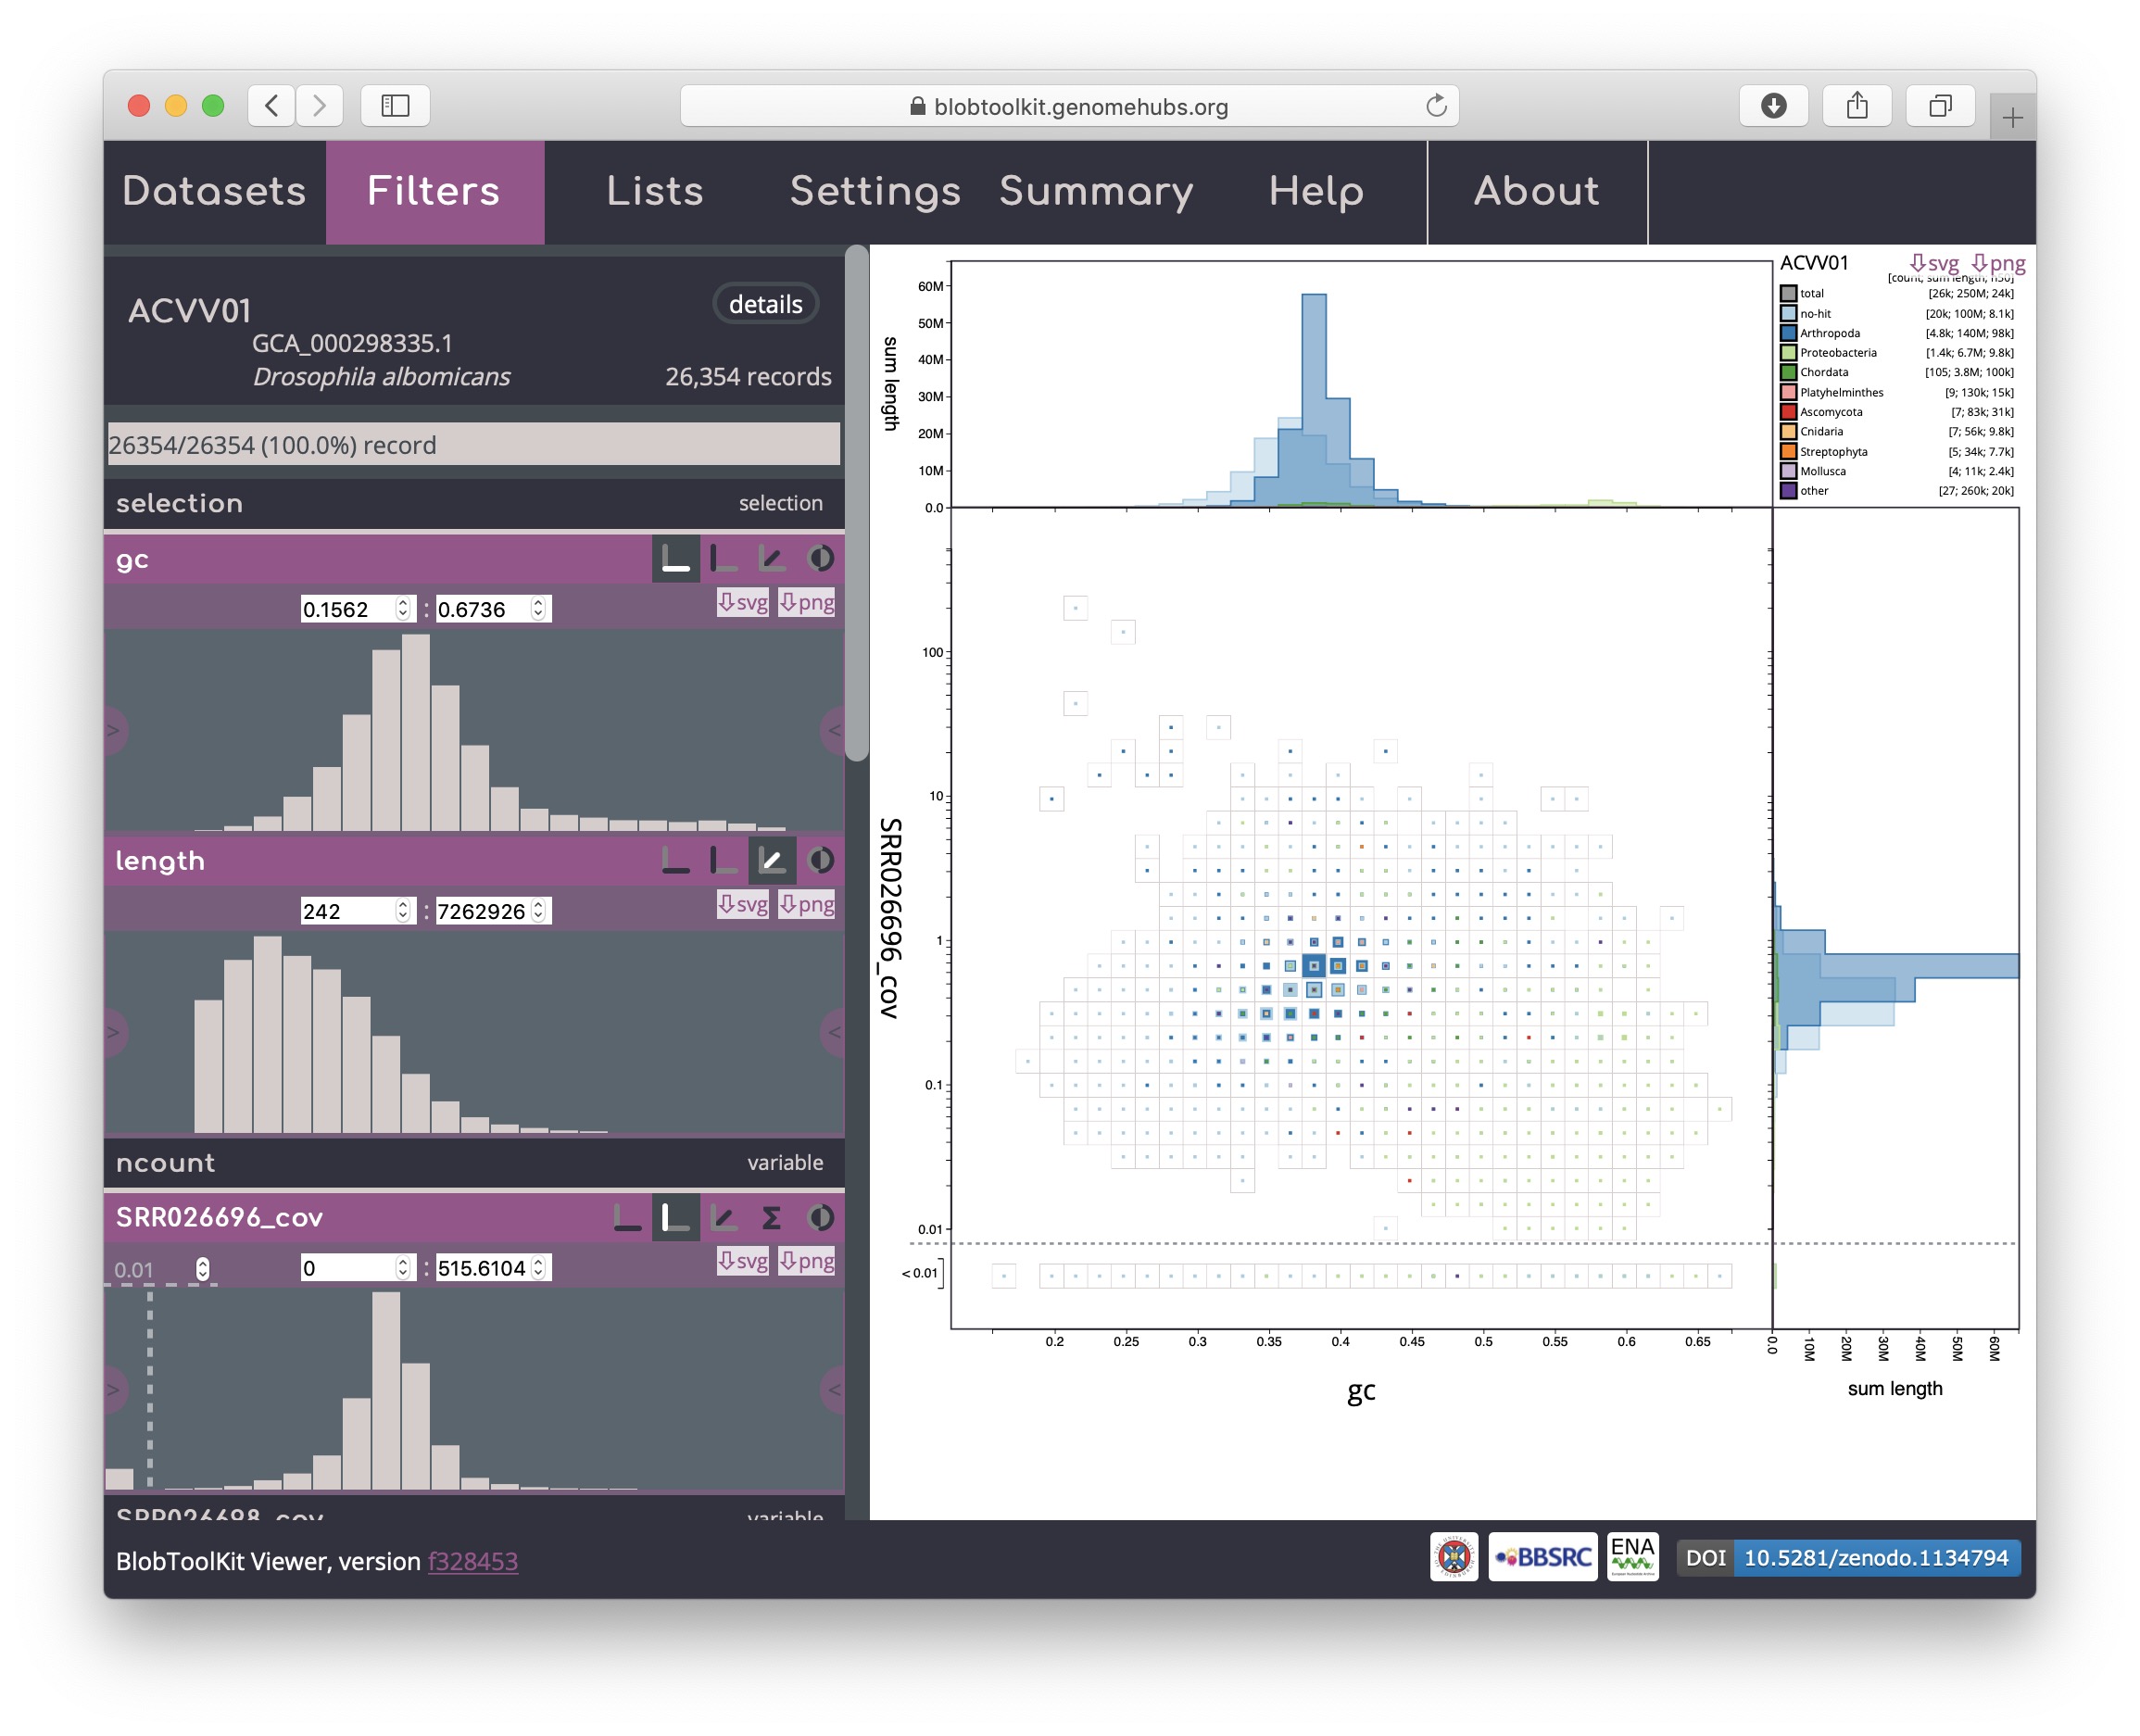 blobtoolkit.genomehubs.org
Datasets Filters Lists Settings Summary Help About
ACVV01 details
GCA_000298335.1
Drosophila albomicans 26,354 records
26354/26354 (100.0%) record
selection selection
gc
0.1562 : 0.6736 svg png
length
242 : 7262926 svg png
ncount variable
SRR026696_cov Σ
0.01 0 : 515.6104 svg png
SRR026698_cov variable
ACVV01 svg png
[count; sum length; n50]
total [26k; 250M; 24k]
no-hit [20k; 100M; 8.1k]
Arthropoda [4.8k; 140M; 98k]
Proteobacteria [1.4k; 6.7M; 9.8k]
Chordata [105; 3.8M; 100k]
Platyhelminthes [9; 130k; 15k]
Ascomycota [7; 83k; 31k]
Cnidaria [7; 56k; 9.8k]
Streptophyta [5; 34k; 7.7k]
Mollusca [4; 11k; 2.4k]
other [27; 260k; 20k]
sum length
60M
50M
40M
30M
20M
10M
0.0
SRR026696_cov
100
10
1
0.1
0.01
< 0.01
0.2 0.25 0.3 0.35 0.4 0.45 0.5 0.55 0.6 0.65
gc
0.0 10M 20M 30M 40M 50M 60M
sum length
BlobToolKit Viewer, version f328453
BBSRC
ENA
DOI 10.5281/zenodo.1134794